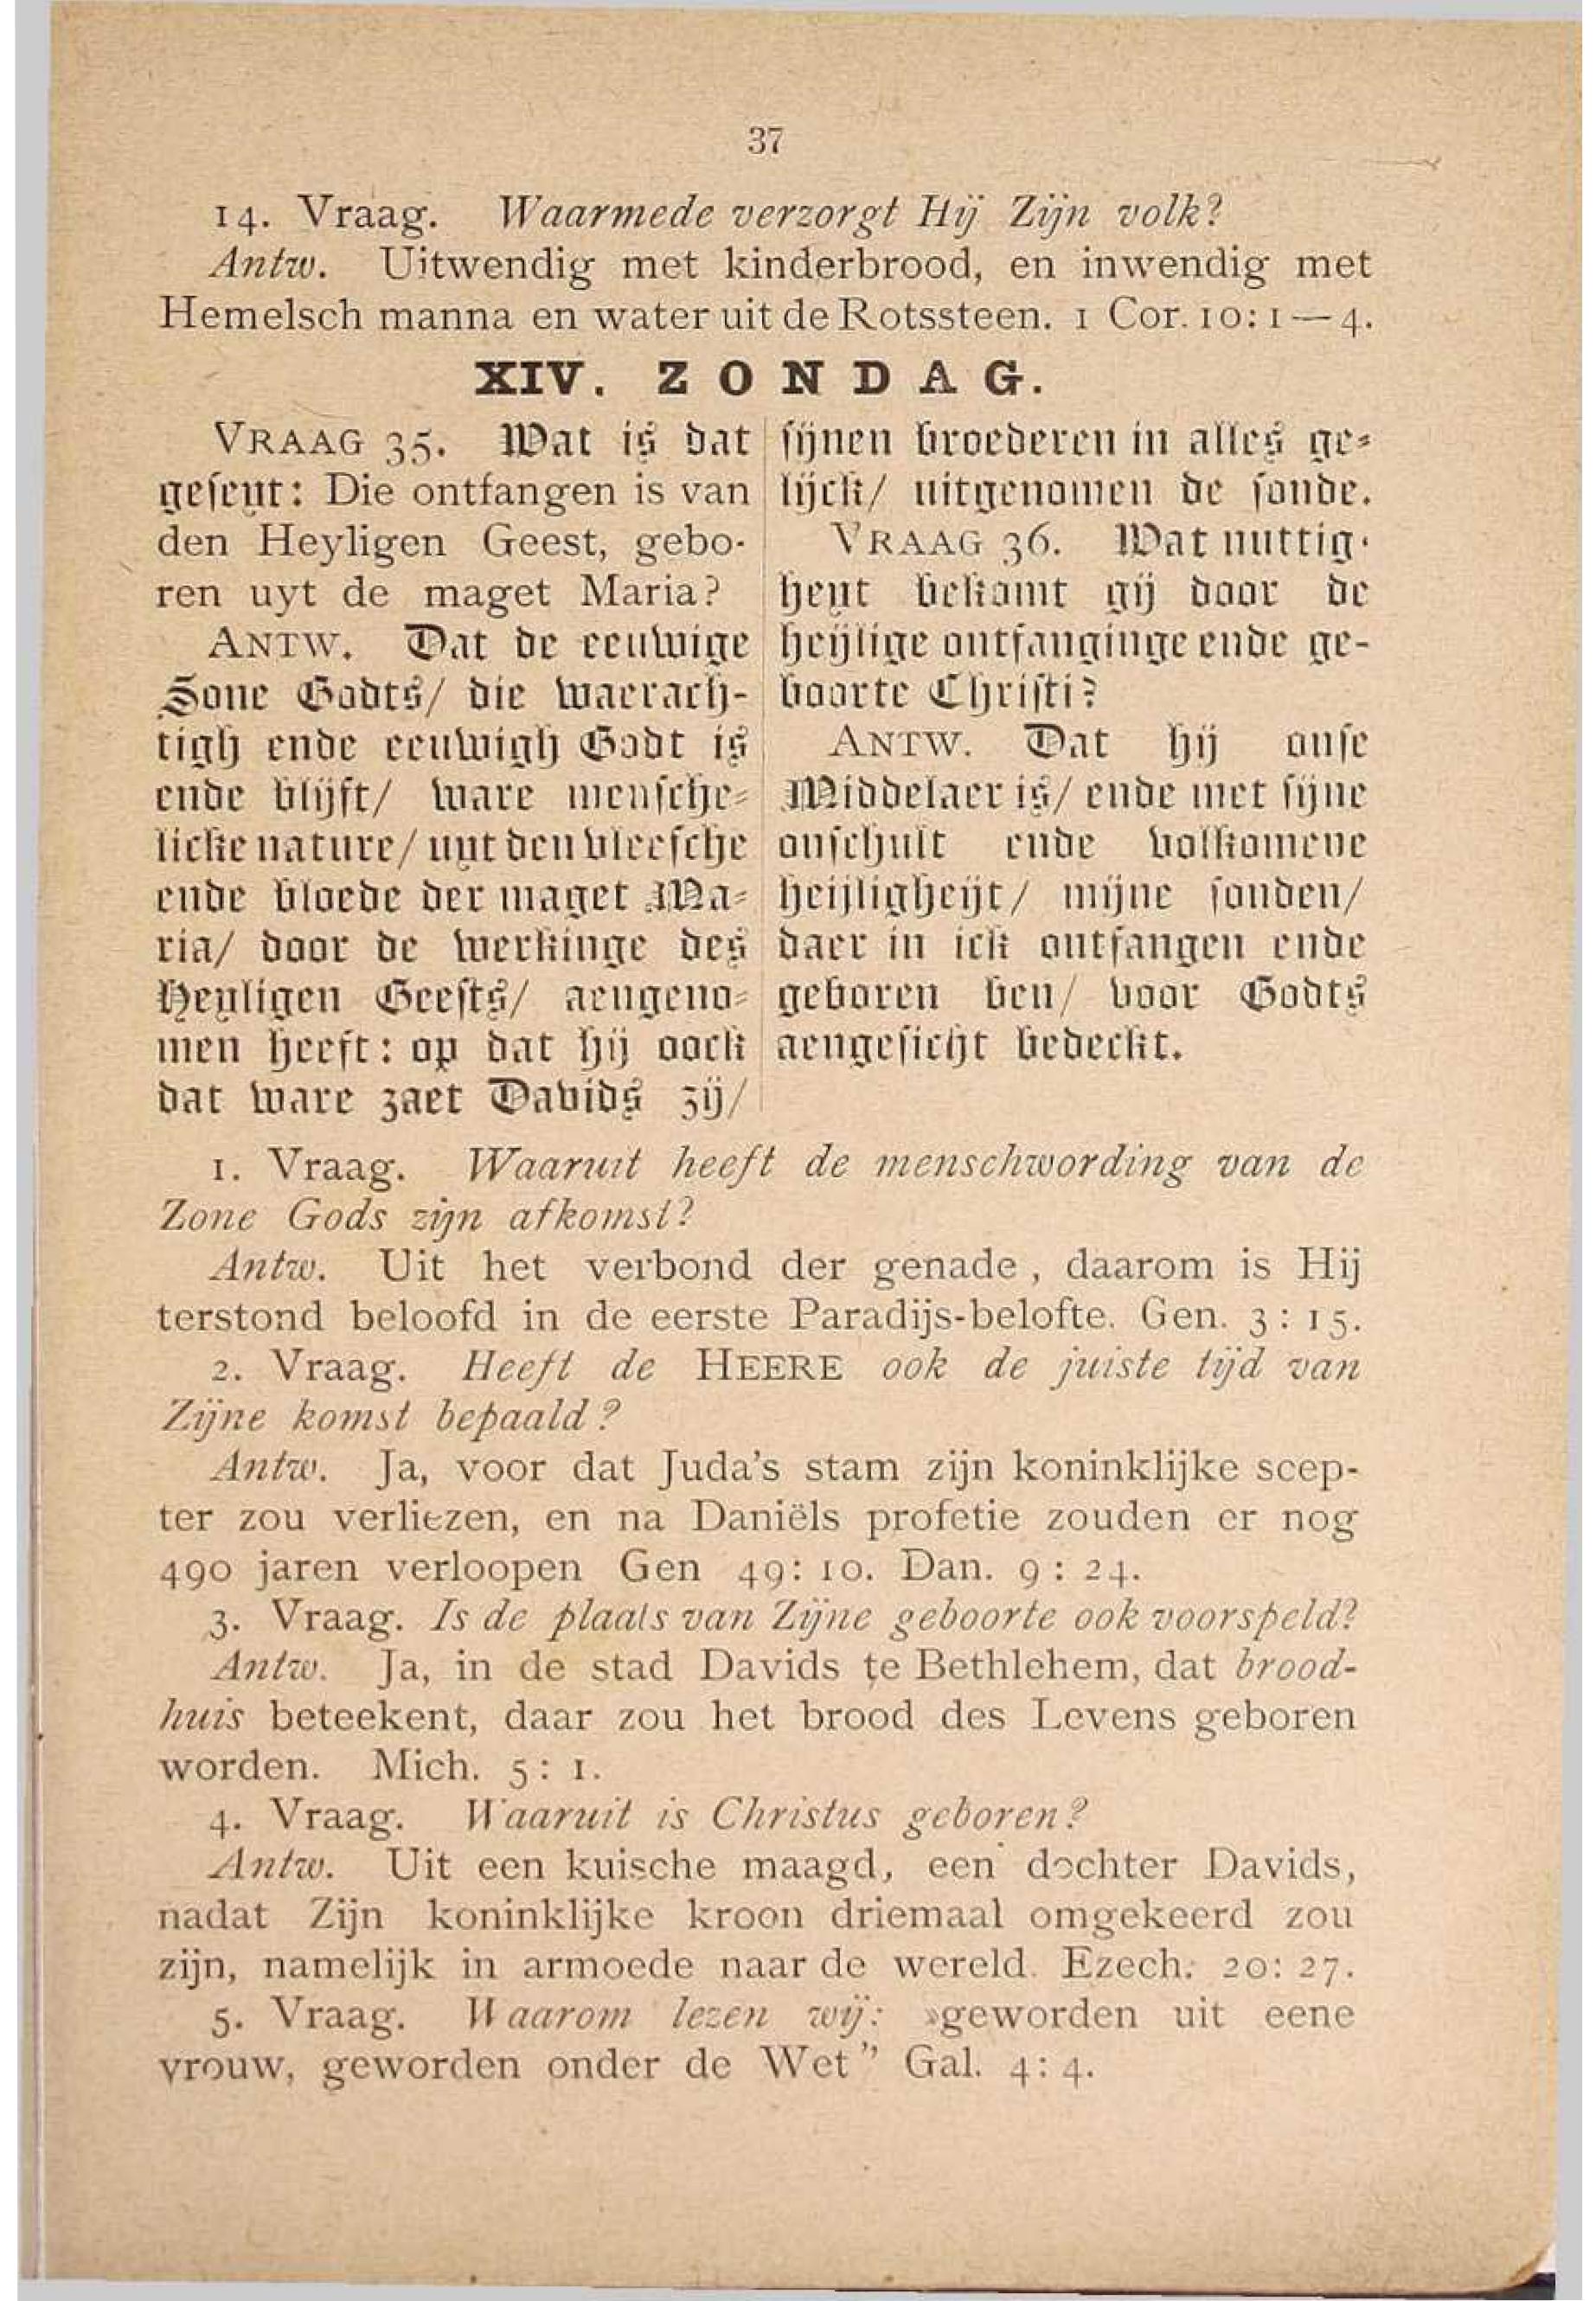 37
14. Vraag. Waarmede verzorgt Hij Zijn volk?
Antw. Uitwendig met kinderbrood, en inwendig met
Hemelsch manna en water uit de Rotssteen. 1 Cor. 10: 1—4.
XIV. ZONDAG.
VRAAG 35. Wat is dat
geseyt: Die ontfangen is van
den Heyligen Geest, gebo-
ren uyt de maget Maria?
ANTW. Dat de eeuwige
Sone Godts/ die waerach-
tigh ende eeuwigh Godt is
ende blijft/ ware mensche-
licke nature/ uyt den vleesche
ende bloede der maget Ma-
ria/ door de werkinge des
Heyligen Geests/ aengeno-
men heeft: op dat hij oock
dat ware zaet Davids zij/
sijnen broederen in alles ge-
lijck/ uitgenomen de sonde.
VRAAG 36. Wat nuttig-
heyt bekomt gij door de
heijlige ontfanginge ende ge-
boorte Christi?
ANTW. Dat hij onse
Middelaer is/ ende met sijne
onschult ende volkomene
heijligheijt/ mijne sonden/
daer in ick ontfangen ende
geboren ben/ voor Godts
aengesicht bedeckt.
1. Vraag. Waaruit heeft de menschwording van de
Zone Gods zijn afkomst?
Antw. Uit het verbond der genade, daarom is Hij
terstond beloofd in de eerste Paradijs-belofte. Gen. 3: 15.
2. Vraag. Heeft de HEERE ook de juiste tijd van
Zijne komst bepaald?
Antw. Ja, voor dat Juda's stam zijn koninklijke scep-
ter zou verliezen, en na Daniëls profetie zouden er nog
490 jaren verloopen Gen 49: 10. Dan. 9: 24.
3. Vraag. Is de plaats van Zijne geboorte ook voorspeld?
Antw. Ja, in de stad Davids te Bethlehem, dat brood-
huis beteekent, daar zou het brood des Levens geboren
worden. Mich. 5: 1.
4. Vraag. Waaruit is Christus geboren?
Antw. Uit een kuische maagd, een dochter Davids,
nadat Zijn koninklijke kroon driemaal omgekeerd zou
zijn, namelijk in armoede naar de wereld. Ezech. 20: 27.
5. Vraag. Waarom lezen wij: »geworden uit eene
vrouw, geworden onder de Wet" Gal. 4: 4.